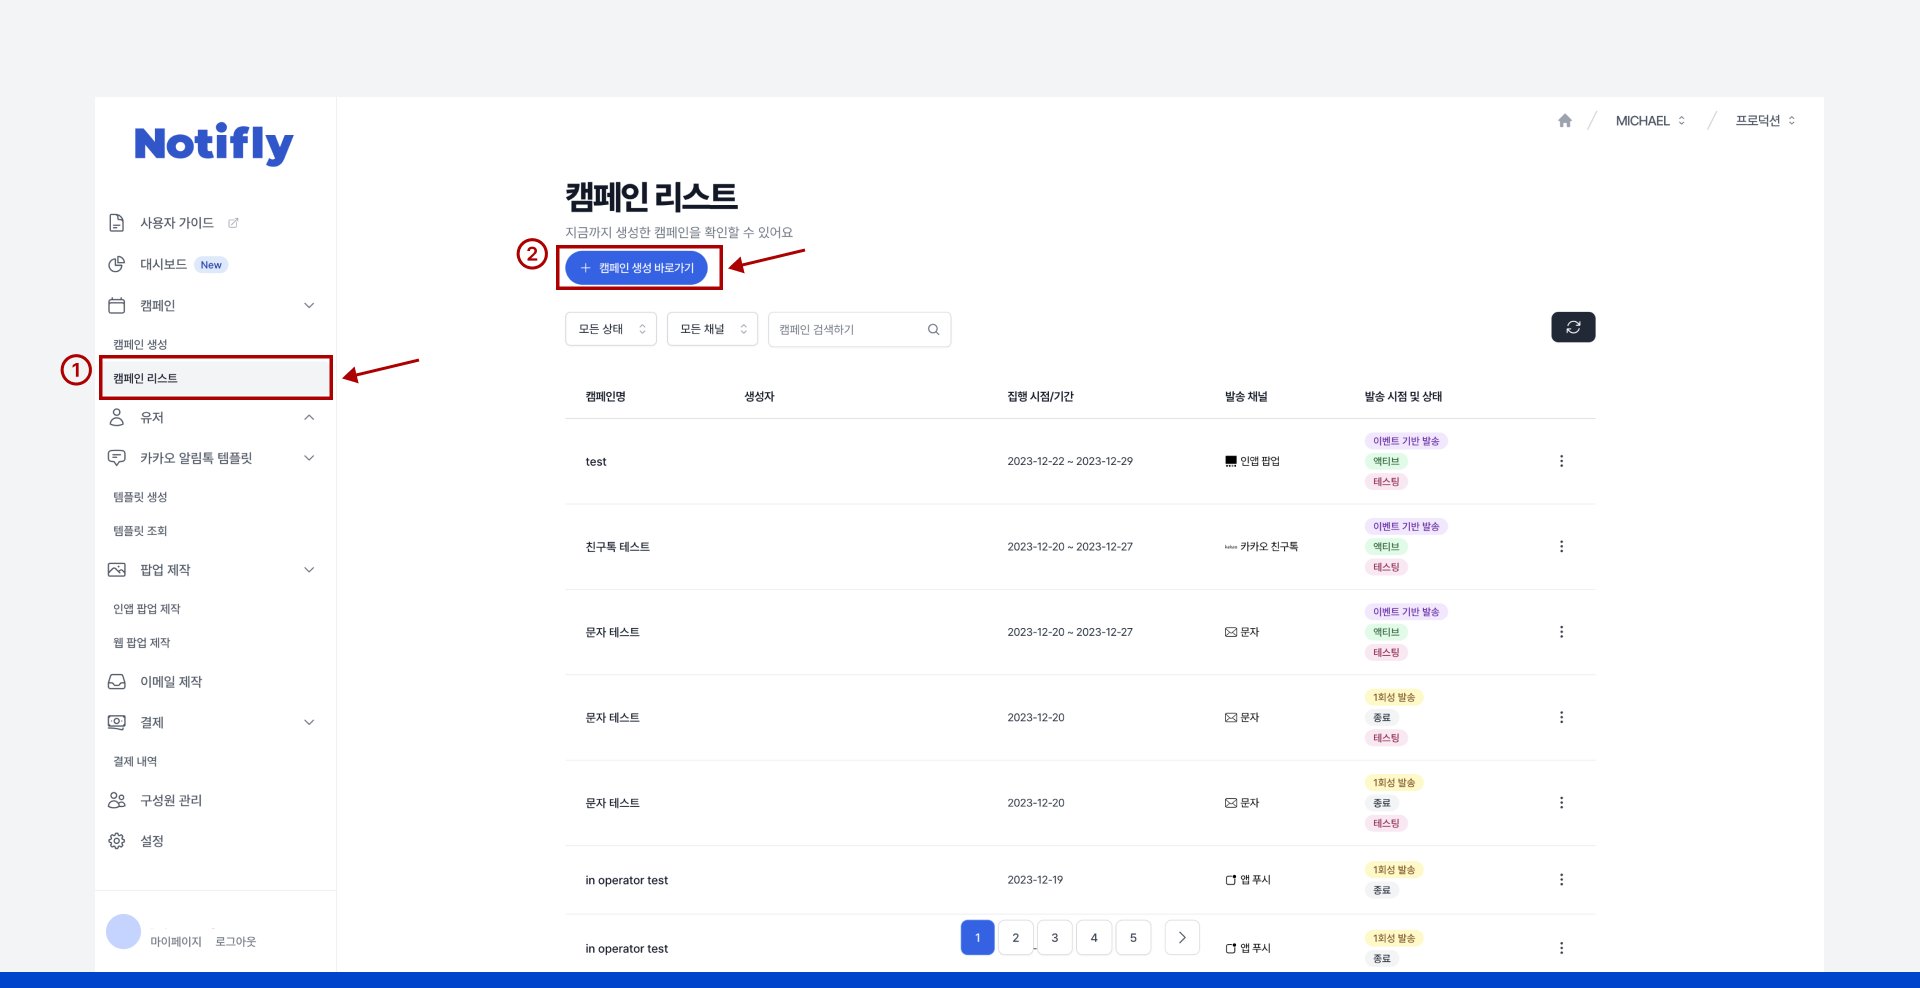 Notifly
MICHAEL
프로덕션
사용자 가이드
대시보드 New
캠페인
캠페인 생성
1
캠페인 리스트
유저
카카오 알림톡 템플릿
템플릿 생성
템플릿 조회
팝업 제작
인앱 팝업 제작
웹 팝업 제작
이메일 제작
결제
결제 내역
구성원 관리
설정
마이페이지 로그아웃
캠페인 리스트
지금까지 생성한 캠페인을 확인할 수 있어요
2
+ 캠페인 생성 바로가기
모든 상태 모든 채널 캠페인 검색하기
캠페인명 생성자 집행 시점/기간 발송 채널 발송 시점 및 상태
이벤트 기반 발송
test 2023-12-22 ~ 2023-12-29 인앱 팝업 액티브
테스팅
이벤트 기반 발송
친구톡 테스트 2023-12-20 ~ 2023-12-27 카카오 친구톡 액티브
테스팅
이벤트 기반 발송
문자 테스트 2023-12-20 ~ 2023-12-27 문자 액티브
테스팅
1회성 발송
문자 테스트 2023-12-20 문자 종료
테스팅
1회성 발송
문자 테스트 2023-12-20 문자 종료
테스팅
1회성 발송
in operator test 2023-12-19 앱 푸시
종료
1회성 발송
in operator test 앱 푸시
종료
1 2 3 4 5